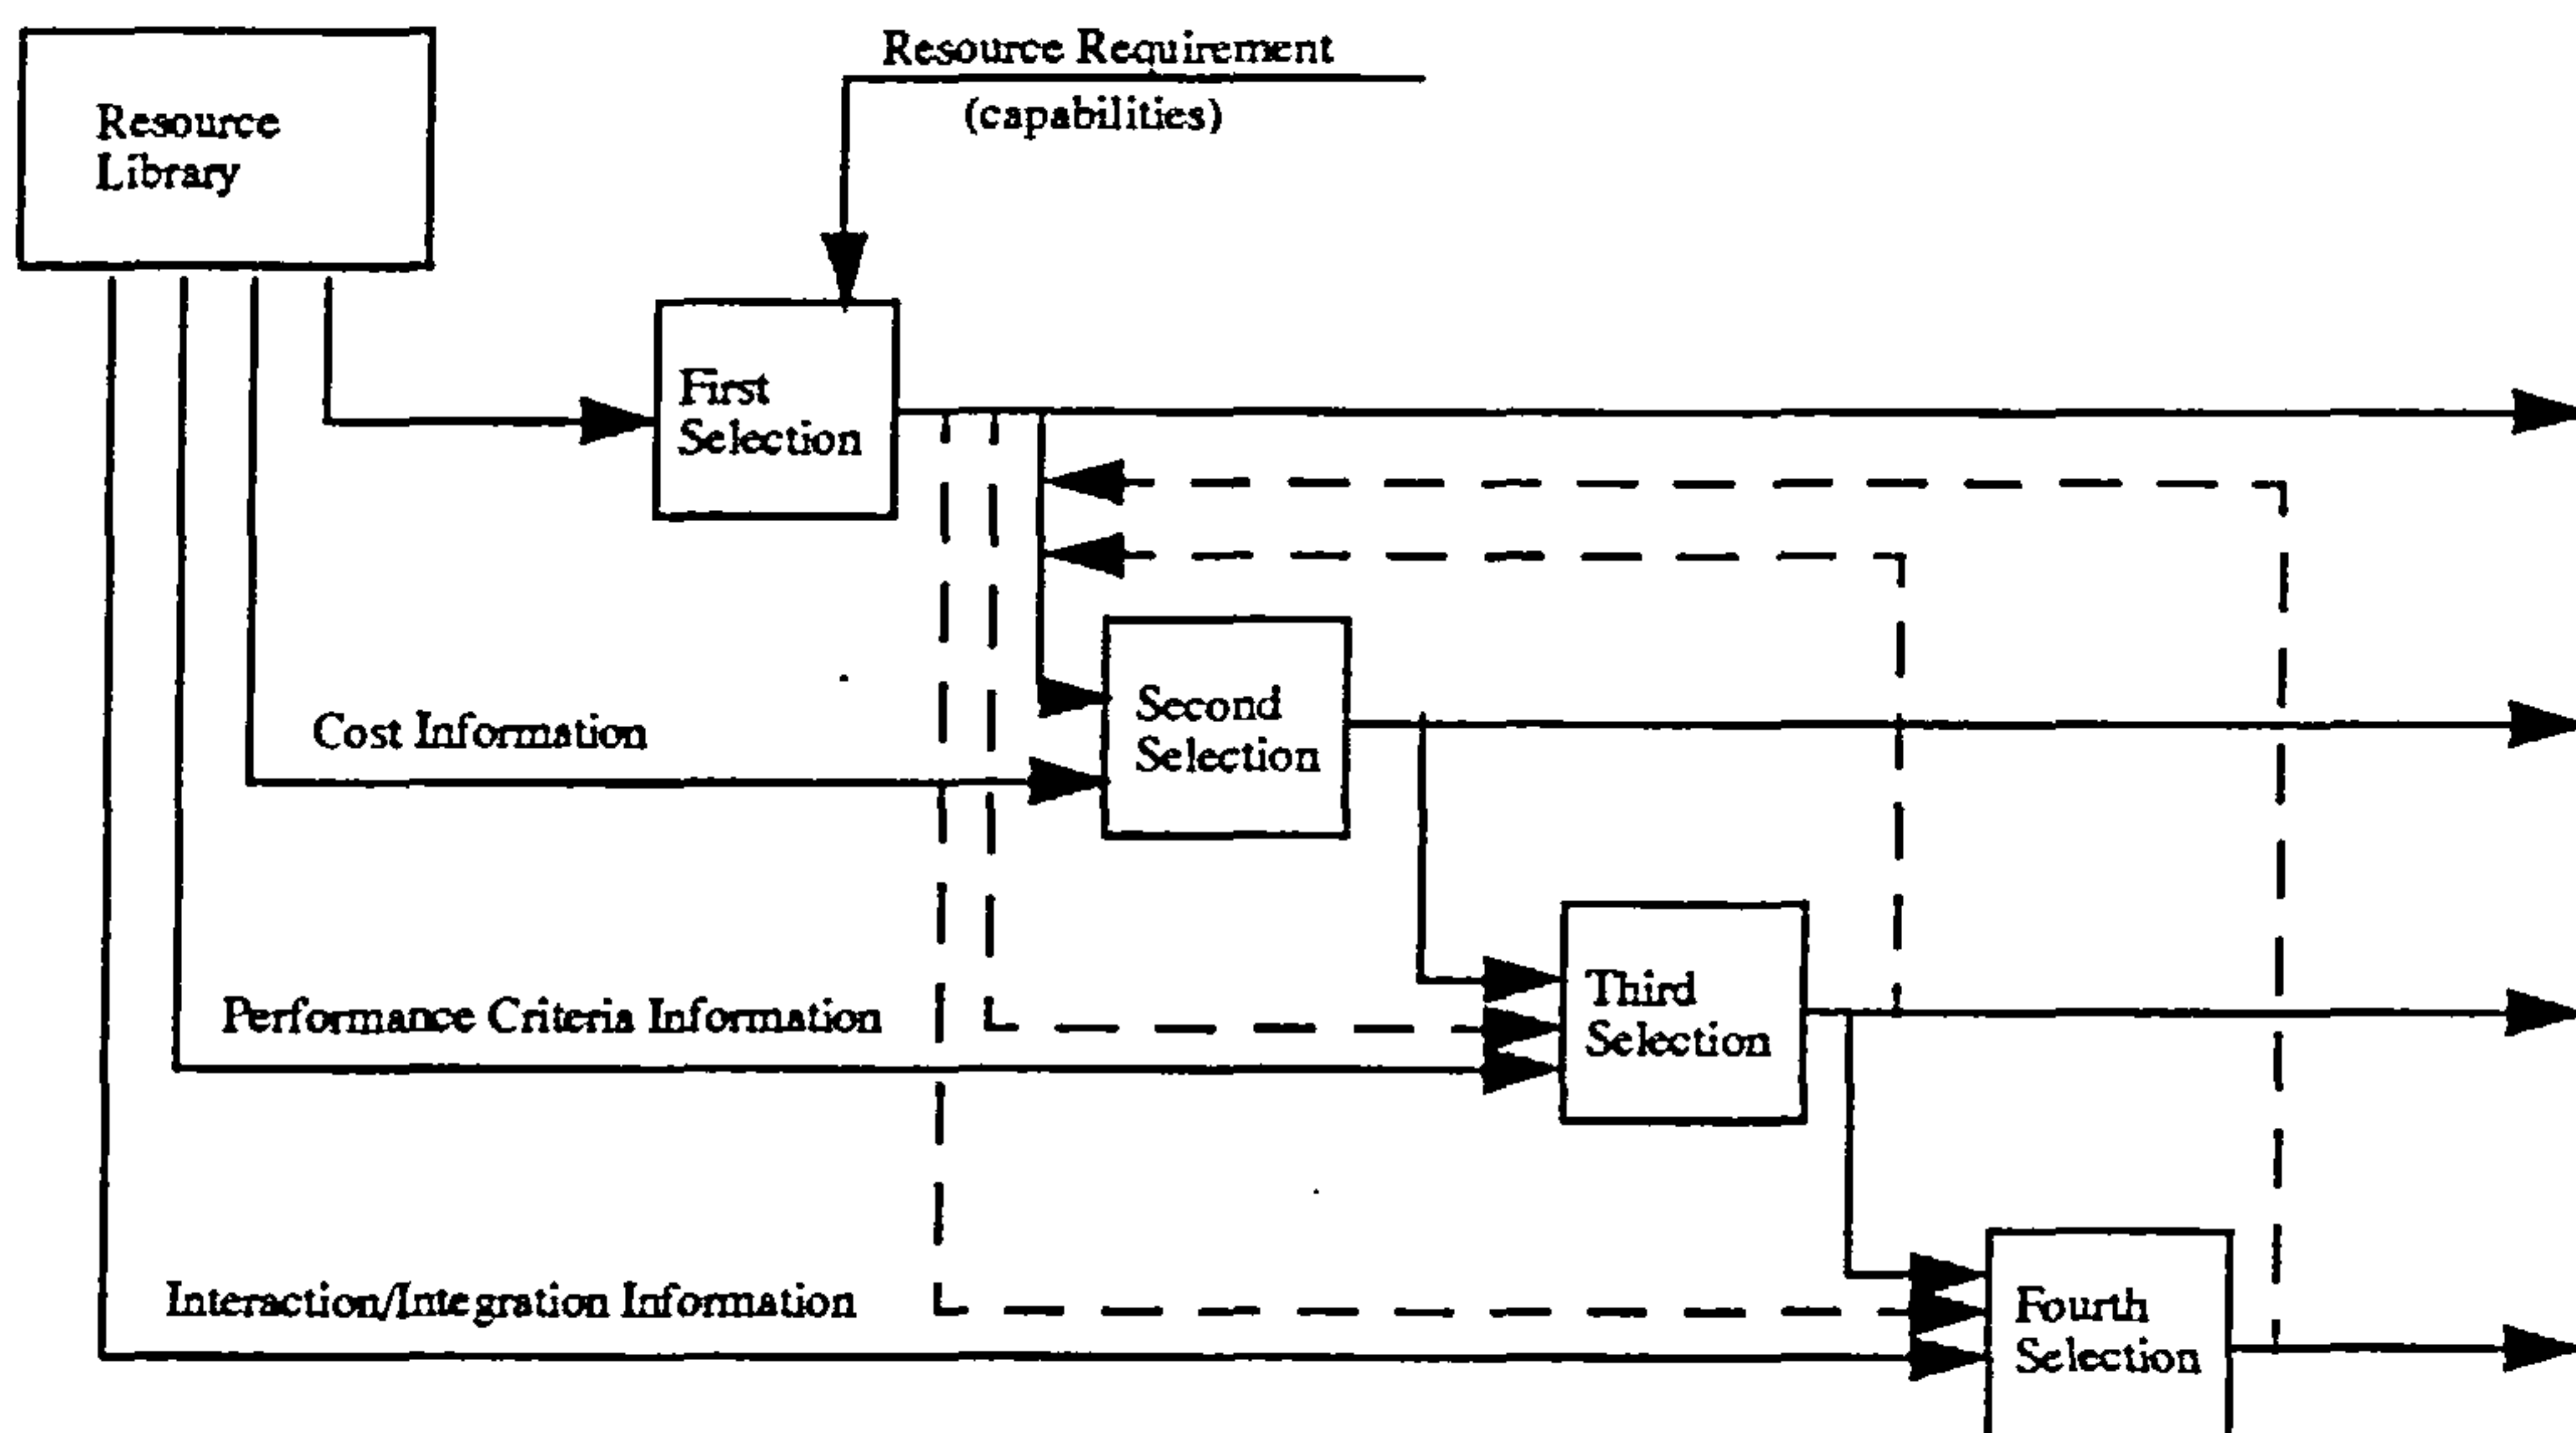 Resource Requirement
(capabilities)
Resource
Library
First
Selection
Second
Selection
Cost Information
Third
Selection
Performance Criteria Information
Interaction/Integration Information
Fourth
Selection